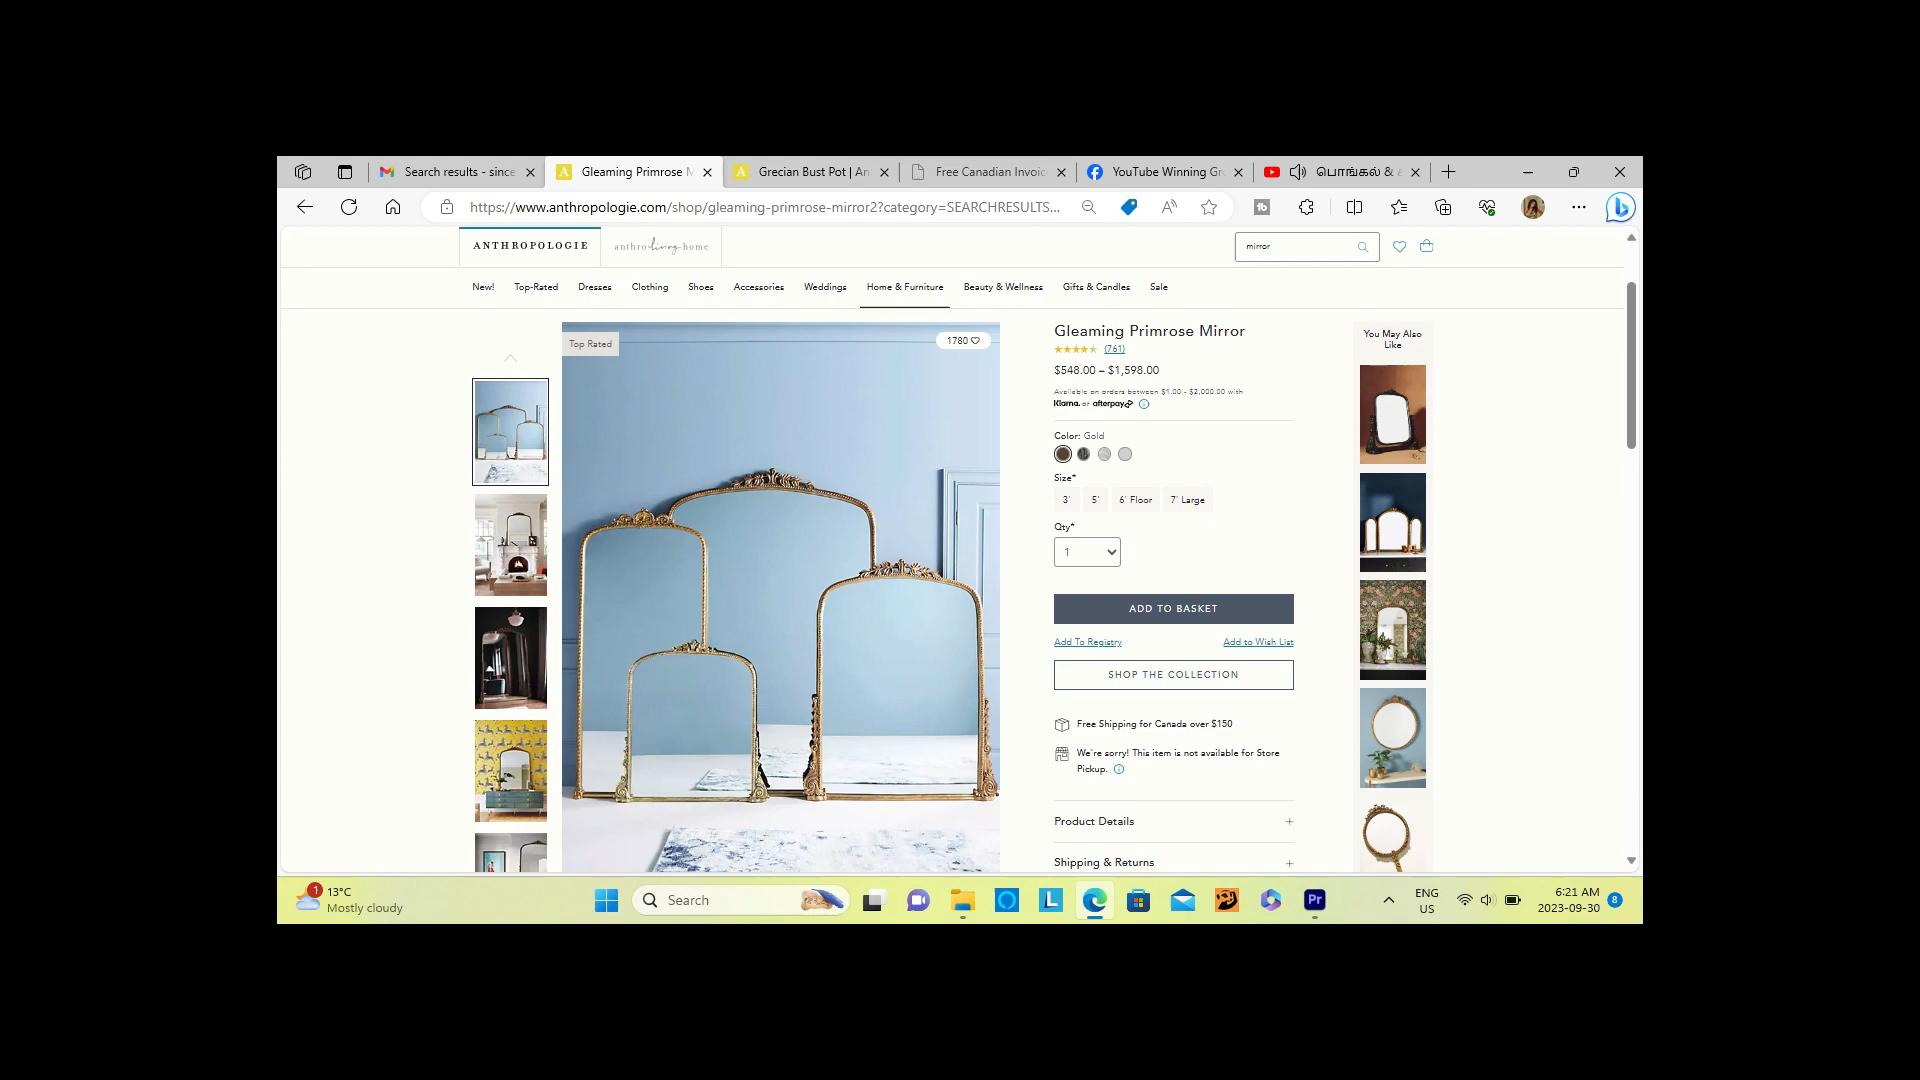 Search results - since
Gleaming Primrose M
Grecian Bust Pot | An
Free Canadian Invoic
YouTube Winning Gr
பொங்கல் &
https://www.anthropologie.com/shop/gleaming-primrose-mirror2?category=SEARCHRESULTS...
ANTHROPOLOGIE
anthro living home
mirror
New!
Top-Rated
Dresses
Clothing
Shoes
Accessories
Weddings
Home & Furniture
Beauty & Wellness
Gifts & Candles
Sale
Top Rated
1780
Gleaming Primrose Mirror
(761)
$548.00 – $1,598.00
Available on orders between $1.00 - $2,000.00 with
Klarna. or afterpay
Color: Gold
Size*
3'
5'
6' Floor
7' Large
Qty*
1
ADD TO BASKET
Add To Registry
Add to Wish List
SHOP THE COLLECTION
Free Shipping for Canada over $150
We're sorry! This item is not available for Store
Pickup.
Product Details
Shipping & Returns
You May Also
Like
1
13°C
Mostly cloudy
Search
L
Pr
ENG
US
6:21 AM
2023-09-30
8